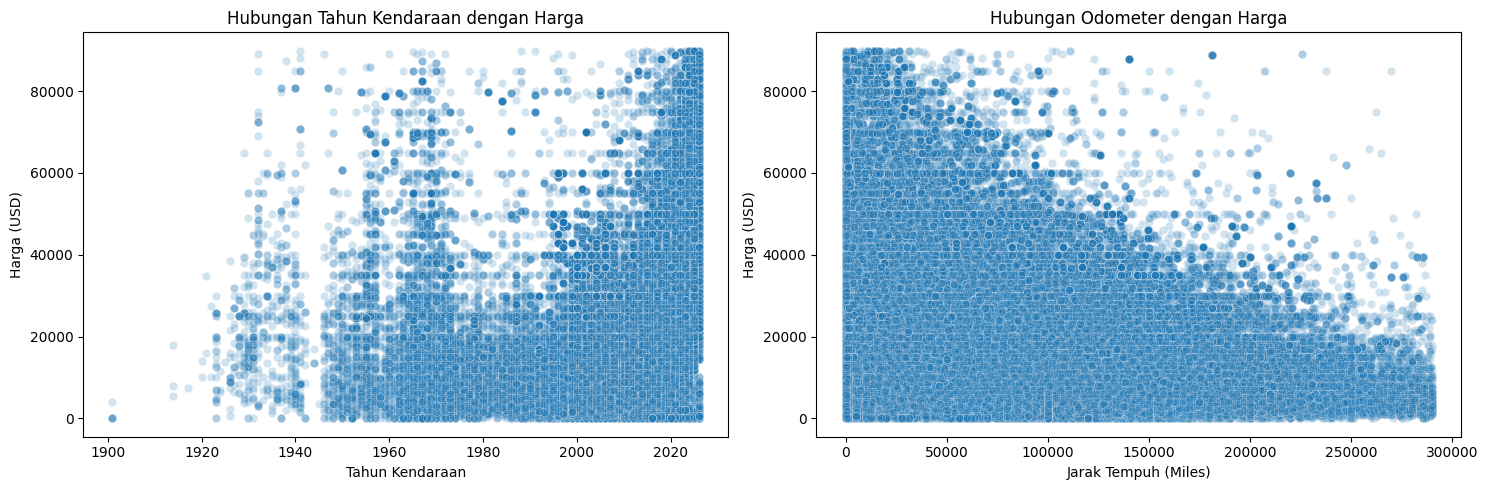 Hubungan Tahun Kendaraan dengan Harga
Harga (USD)
80000
60000
40000
20000
0
1900 1920 1940 1960 1980 2000 2020
Tahun Kendaraan
Hubungan Odometer dengan Harga
Harga (USD)
80000
60000
40000
20000
0
0 50000 100000 150000 200000 250000 300000
Jarak Tempuh (Miles)